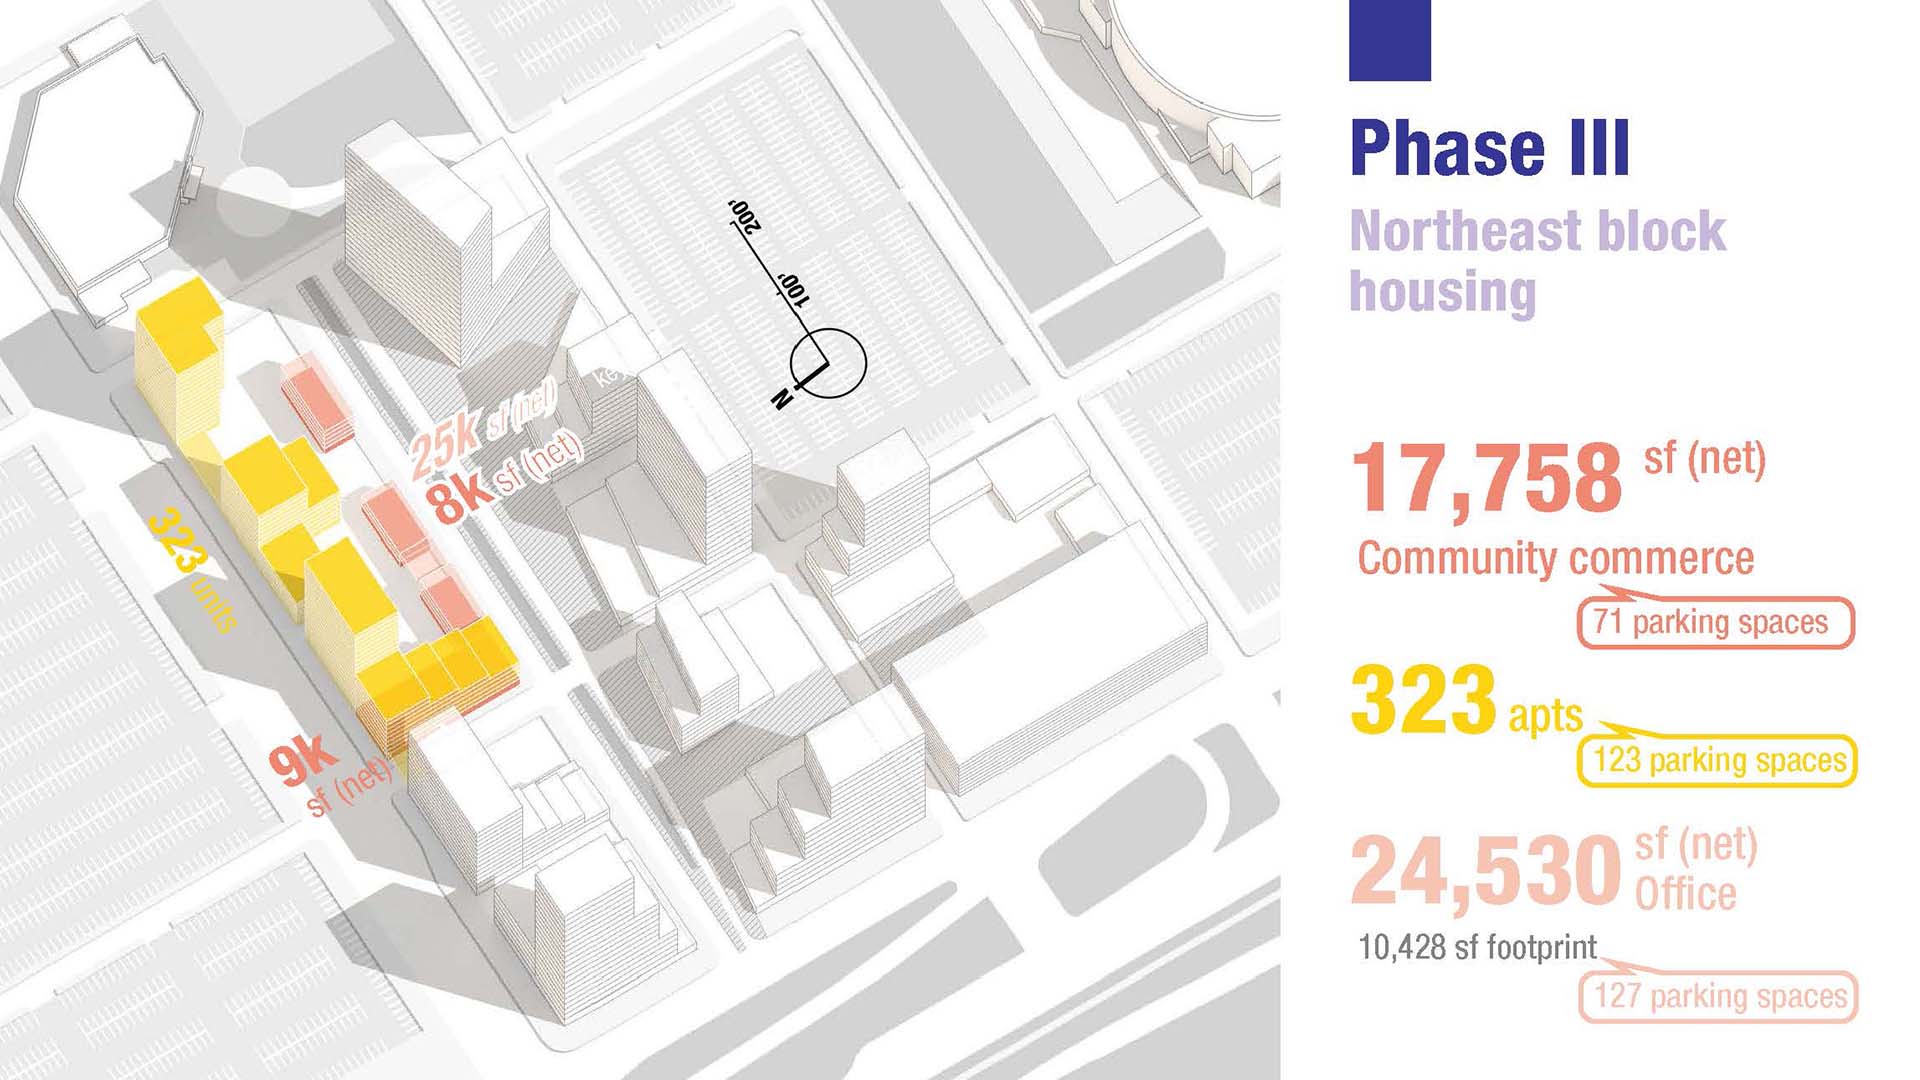 Phase III
Northeast block
housing
17,758 sf (net)
Community commerce
71 parking spaces
323 apts
123 parking spaces
24,530 sf (net)
Office
10,428 sf footprint
127 parking spaces
200'
100'
N
25k sf (net)
8k sf (net)
323 units
9k
sf (net)